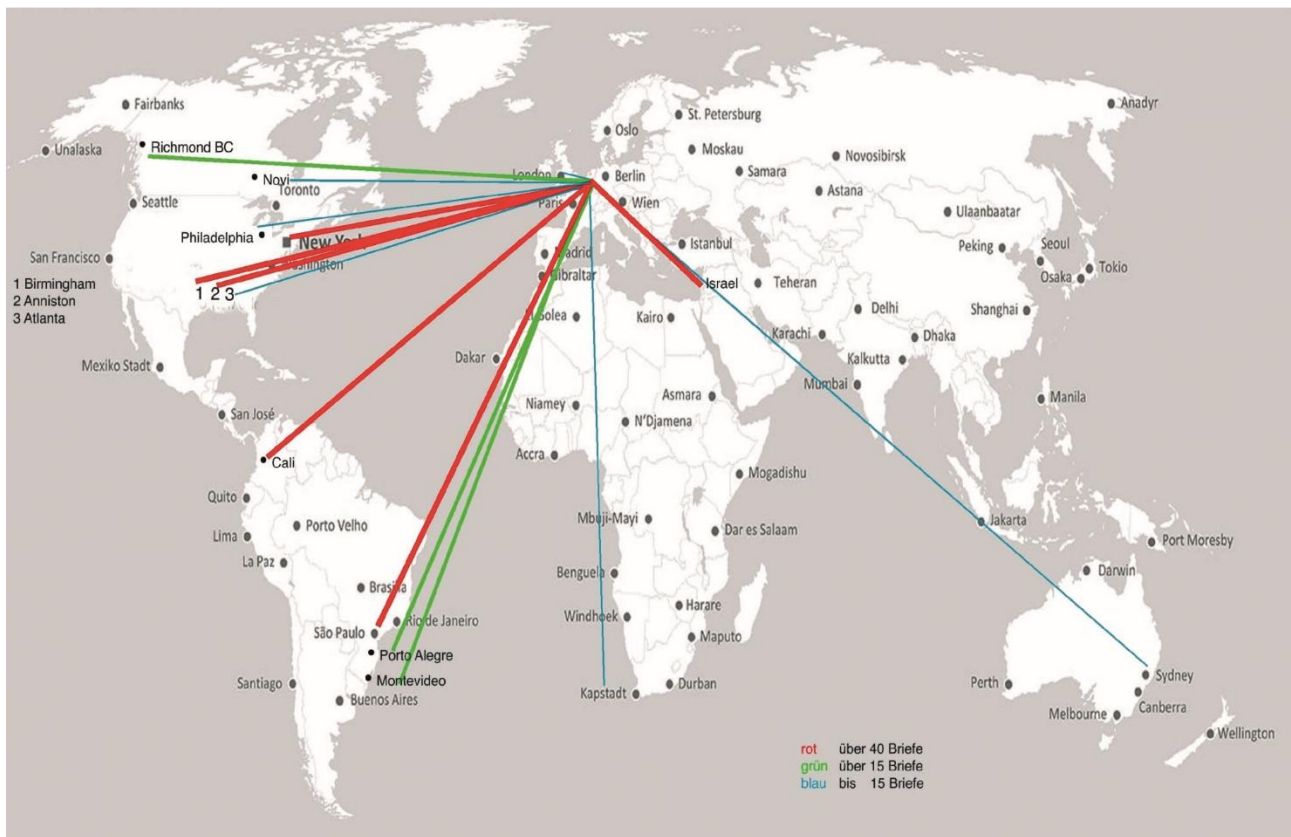 Fairbanks
Anadyr
St. Petersburg
Oslo
Richmond BC
Unalaska
Moskau
Novosibirsk
Samara
London
Berlin
Novi
Toronto
Astana
Seattle
Paris
Wien
Ulaanbaatar
Philadelphia
New York
Istanbul
Peking
Seoul
San Francisco
Washington
Madrid
Gibraltar
Tokio
Osaka
1 Birmingham
2 Anniston
3 Atlanta
1 2 3
Israel
Teheran
Delhi
Shanghai
El Golea
Kairo
Karachi
Dhaka
Kalkutta
Mexiko Stadt
Dakar
Mumbai
Asmara
Manila
San José
Niamey
N'Djamena
Cali
Accra
Mogadishu
Quito
Porto Velho
Mbuji-Mayi
Jakarta
Lima
Dar es Salaam
Port Moresby
La Paz
Brasilia
Benguela
Darwin
Harare
Rio de Janeiro
Windhoek
São Paulo
Maputo
Porto Alegre
Montevideo
Santiago
Buenos Aires
Kapstadt
Durban
Perth
Sydney
Canberra
Melbourne
Wellington
rot über 40 Briefe
grün über 15 Briefe
blau bis 15 Briefe